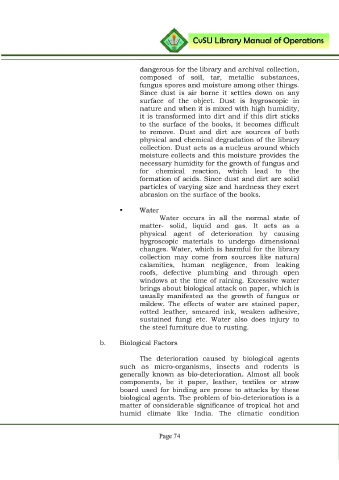 CvSU Library Manual of Operations
dangerous for the library and archival collection,
composed of soil, tar, metallic substances,
fungus spores and moisture among other things.
Since dust is air borne it settles down on any
surface of the object. Dust is hygroscopic in
nature and when it is mixed with high humidity,
it is transformed into dirt and if this dirt sticks
to the surface of the books, it becomes difficult
to remove. Dust and dirt are sources of both
physical and chemical degradation of the library
collection. Dust acts as a nucleus around which
moisture collects and this moisture provides the
necessary humidity for the growth of fungus and
for chemical reaction, which lead to the
formation of acids. Since dust and dirt are solid
particles of varying size and hardness they exert
abrasion on the surface of the books.
• Water
Water occurs in all the normal state of
matter- solid, liquid and gas. It acts as a
physical agent of deterioration by causing
hygroscopic materials to undergo dimensional
changes. Water, which is harmful for the library
collection may come from sources like natural
calamities, human negligence, from leaking
roofs, defective plumbing and through open
windows at the time of raining. Excessive water
brings about biological attack on paper, which is
usually manifested as the growth of fungus or
mildew. The effects of water are stained paper,
rotted leather, smeared ink, weaken adhesive,
sustained fungi etc. Water also does injury to
the steel furniture due to rusting.
b. Biological Factors
The deterioration caused by biological agents
such as micro-organisms, insects and rodents is
generally known as bio-deterioration. Almost all book
components, be it paper, leather, textiles or straw
board used for binding are prone to attacks by these
biological agents. The problem of bio-deterioration is a
matter of considerable significance of tropical hot and
humid climate like India. The climatic condition
Page 74